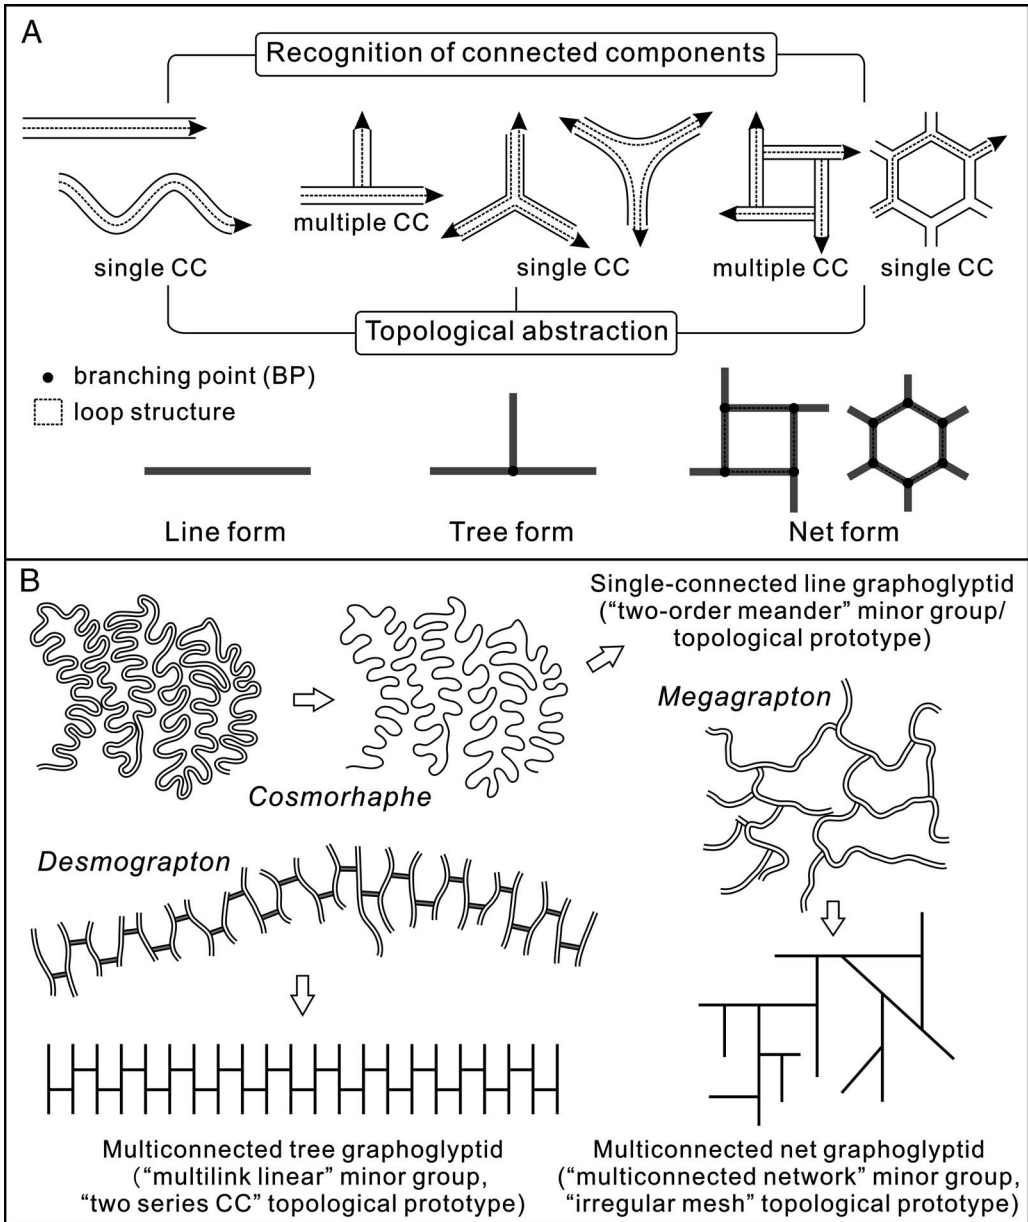 A
Recognition of connected components
single CC
multiple CC
single CC
multiple CC
single CC
Topological abstraction
branching point (BP)
loop structure
Line form
Tree form
Net form
B
Single-connected line graphoglyptid
(“two-order meander” minor group/
topological prototype)
Cosmorhaphe
Megagrapton
Desmograpton
Multiconnected tree graphoglyptid
(“multilink linear” minor group,
“two series CC” topological prototype)
Multiconnected net graphoglyptid
(“multiconnected network” minor group,
“irregular mesh” topological prototype)